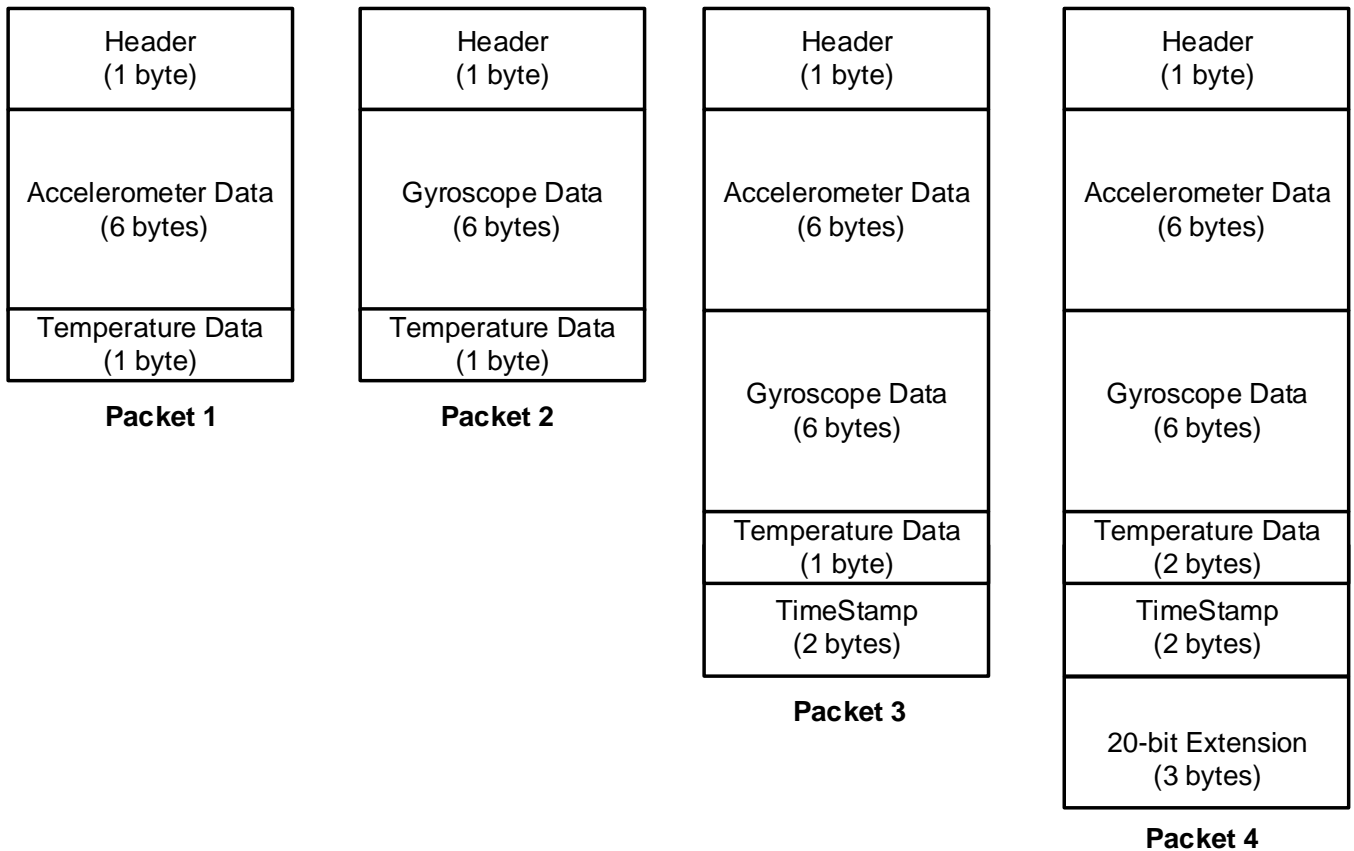 Header
(1 byte)
Accelerometer Data
(6 bytes)
Temperature Data
(1 byte)
Packet 1
Header
(1 byte)
Gyroscope Data
(6 bytes)
Temperature Data
(1 byte)
Packet 2
Header
(1 byte)
Accelerometer Data
(6 bytes)
Gyroscope Data
(6 bytes)
Temperature Data
(1 byte)
TimeStamp
(2 bytes)
Packet 3
Header
(1 byte)
Accelerometer Data
(6 bytes)
Gyroscope Data
(6 bytes)
Temperature Data
(2 bytes)
TimeStamp
(2 bytes)
20-bit Extension
(3 bytes)
Packet 4